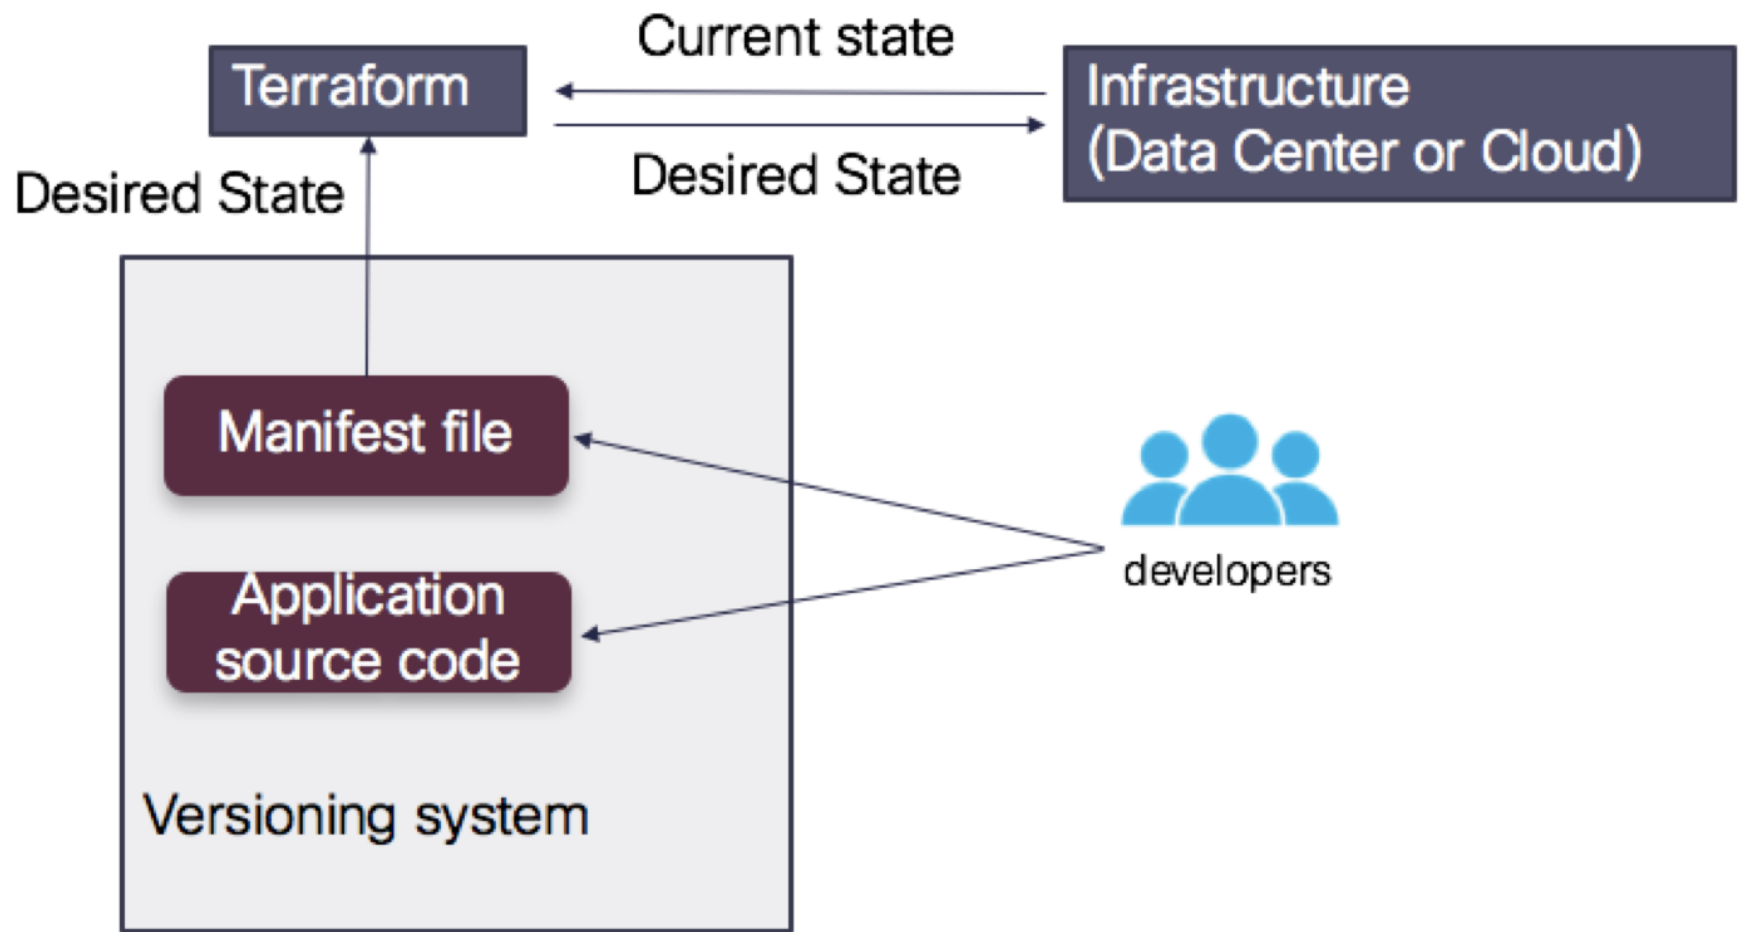 Current state
Terraform
Infrastructure
(Data Center or Cloud)
Desired State
Desired State
Manifest file
Application
source code
developers
Versioning system